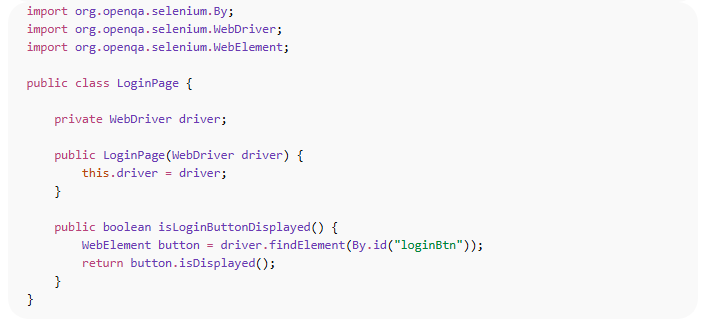 import org.openqa.selenium.By;
import org.openqa.selenium.WebDriver;
import org.openqa.selenium.WebElement;

public class LoginPage {

    private WebDriver driver;

    public LoginPage(WebDriver driver) {
        this.driver = driver;
    }

    public boolean isLoginButtonDisplayed() {
        WebElement button = driver.findElement(By.id("loginBtn"));
        return button.isDisplayed();
    }
}